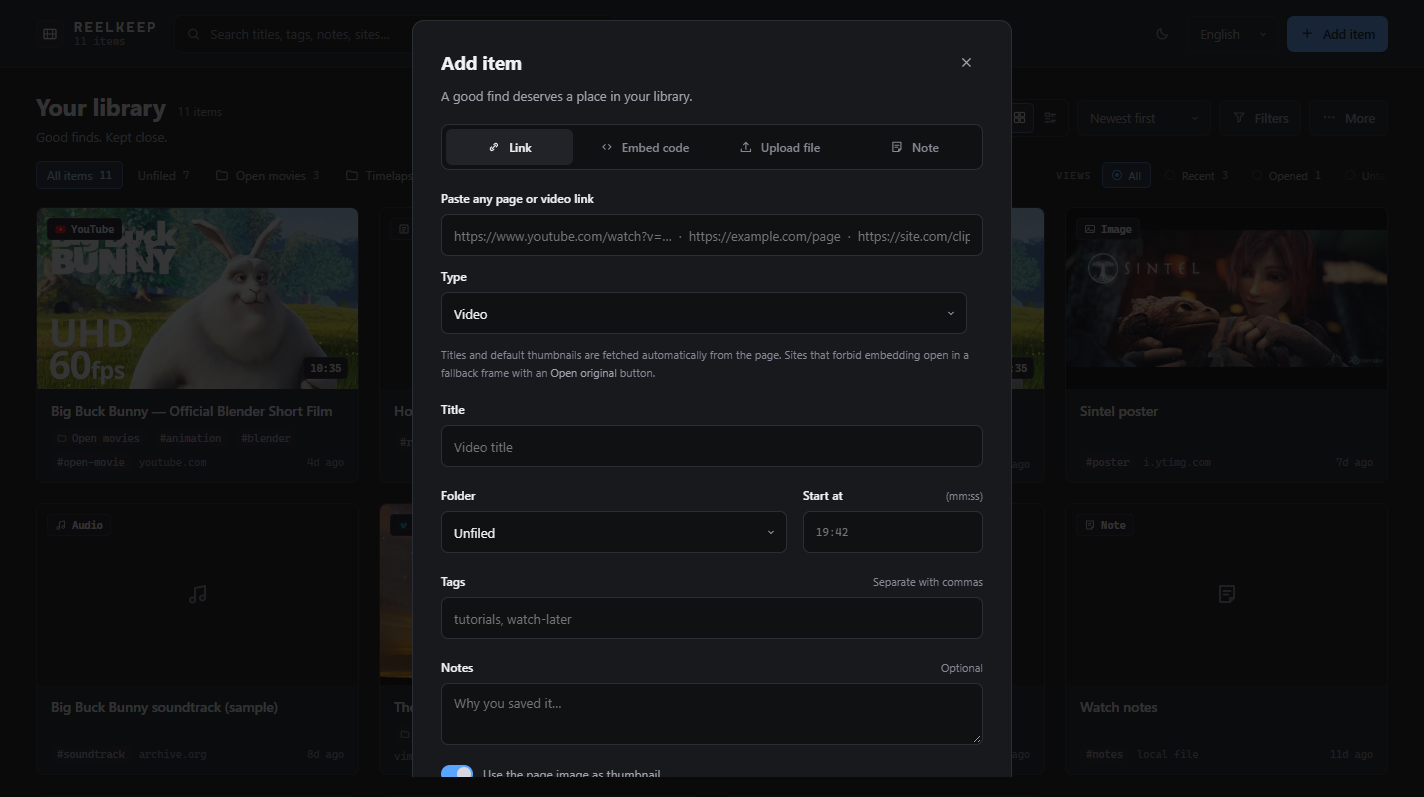 REELKEEP
11 items
Search titles, tags, notes, sites...
English
Add item
Your library 11 items
Good finds. Kept close.
Newest first
Filters
More
All items 11
Unfiled 7
Open movies 3
VIEWS
All
Recent 3
Opened 1
YouTube
Big Buck
BUNNY
UHD
60fps
10:35
Big Buck Bunny — Official Blender Short Film
Open movies #animation #blender
#open-movie youtube.com 4d ago
Image
SINTEL
Sintel poster
#poster i.ytimg.com 7d ago
Audio
Big Buck Bunny soundtrack (sample)
#soundtrack archive.org 8d ago
Note
Watch notes
#notes local file 11d ago
Add item
A good find deserves a place in your library.
Link
Embed code
Upload file
Note
Paste any page or video link
https://www.youtube.com/watch?v=... · https://example.com/page · https://site.com/clip
Type
Video
Titles and default thumbnails are fetched automatically from the page. Sites that forbid embedding open in a
fallback frame with an Open original button.
Title
Video title
Folder
Unfiled
Start at (mm:ss)
19:42
Tags Separate with commas
tutorials, watch-later
Notes Optional
Why you saved it...
Use the page image as thumbnail